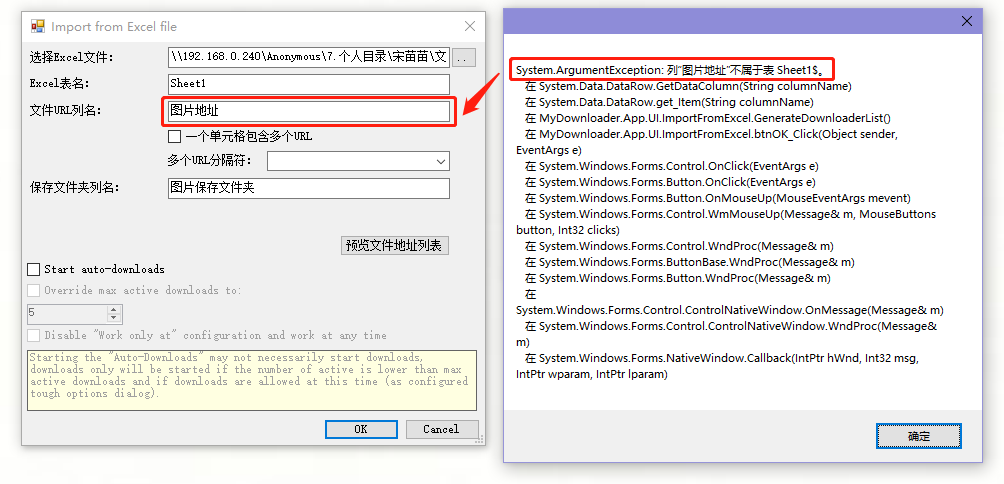 Import from Excel file
选择Excel文件：
\\192.168.0.240\Anonymous\7.个人目录\宋苗苗\文
..
Excel表名：
Sheet1
文件URL列名：
图片地址
一个单元格包含多个URL
多个URL分隔符：
保存文件夹列名：
图片保存文件夹
预览文件地址列表
Start auto-downloads
Override max active downloads to:
5
Disable "Work only at" configuration and work at any time
Starting the "Auto-Downloads" may not necessarily start downloads,
downloads only will be started if the number of active is lower than max
active downloads and if downloads are allowed at this time (as configured
tough options dialog).
OK
Cancel
System.ArgumentException: 列“图片地址”不属于表 Sheet1$。
在 System.Data.DataRow.GetDataColumn(String columnName)
在 System.Data.DataRow.get_Item(String columnName)
在 MyDownloader.App.UI.ImportFromExcel.GenerateDownloaderList()
在 MyDownloader.App.UI.ImportFromExcel.btnOK_Click(Object sender,
EventArgs e)
在 System.Windows.Forms.Control.OnClick(EventArgs e)
在 System.Windows.Forms.Button.OnClick(EventArgs e)
在 System.Windows.Forms.Button.OnMouseUp(MouseEventArgs mevent)
在 System.Windows.Forms.Control.WmMouseUp(Message& m, MouseButtons
button, Int32 clicks)
在 System.Windows.Forms.Control.WndProc(Message& m)
在 System.Windows.Forms.ButtonBase.WndProc(Message& m)
在 System.Windows.Forms.Button.WndProc(Message& m)
在
System.Windows.Forms.Control.ControlNativeWindow.OnMessage(Message& m)
在 System.Windows.Forms.Control.ControlNativeWindow.WndProc(Message&
m)
在 System.Windows.Forms.NativeWindow.Callback(IntPtr hWnd, Int32 msg,
IntPtr wparam, IntPtr lparam)
确定